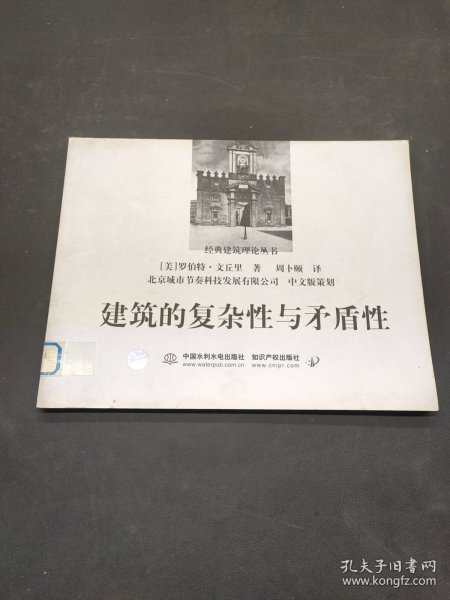 经典建筑理论丛书
[美]罗伯特·文丘里 著 周卜颐 译
北京城市节奏科技发展有限公司 中文版策划
建筑的复杂性与矛盾性
中国水利水电出版社 知识产权出版社
www.waterpub.com.cn www.cnipr.com
孔夫子旧书网
www.kongfz.com